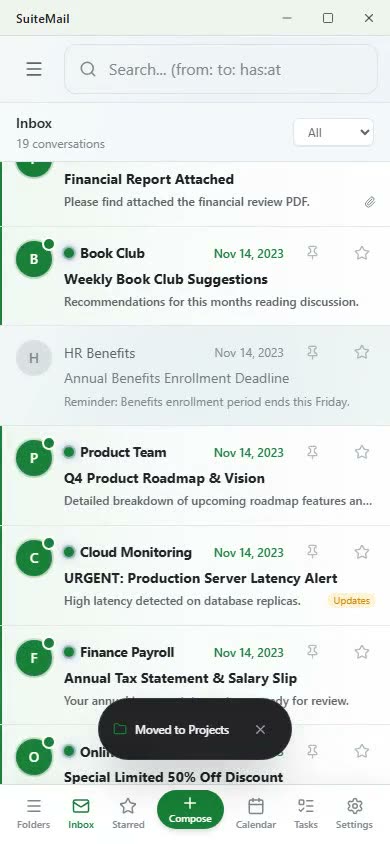 SuiteMail
Search... (from: to: has:at
Inbox
19 conversations
All
Financial Report Attached
Please find attached the financial review PDF.
B
Book Club
Nov 14, 2023
Weekly Book Club Suggestions
Recommendations for this months reading discussion.
H
HR Benefits
Nov 14, 2023
Annual Benefits Enrollment Deadline
Reminder: Benefits enrollment period ends this Friday.
P
Product Team
Nov 14, 2023
Q4 Product Roadmap & Vision
Detailed breakdown of upcoming roadmap features an...
C
Cloud Monitoring
Nov 14, 2023
URGENT: Production Server Latency Alert
High latency detected on database replicas.
Updates
F
Finance Payroll
Nov 14, 2023
Annual Tax Statement & Salary Slip
Your for review.
Moved to Projects
O
2023
Special Limited 50% Off Discount
Folders
Inbox
Starred
Compose
Calendar
Tasks
Settings